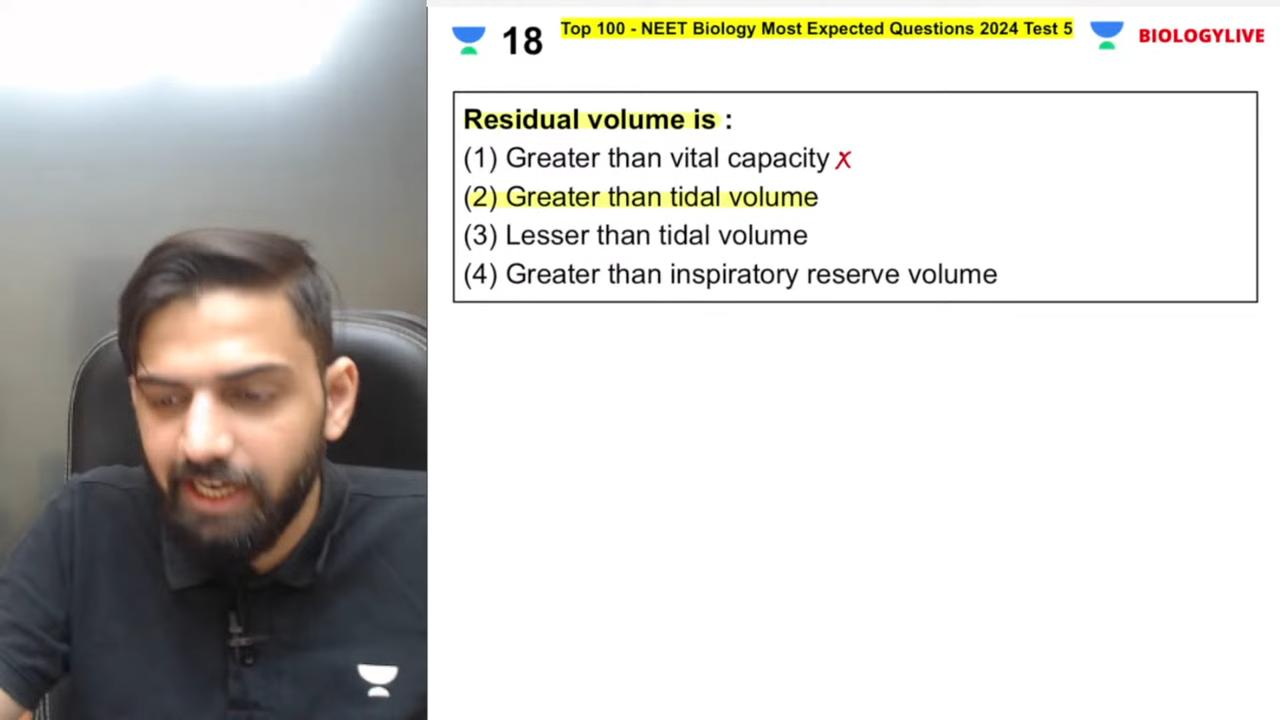 18
Top 100 - NEET Biology Most Expected Questions 2024 Test 5
BIOLOGYLIVE
Residual volume is :
(1) Greater than vital capacity x
(2) Greater than tidal volume
(3) Lesser than tidal volume
(4) Greater than inspiratory reserve volume